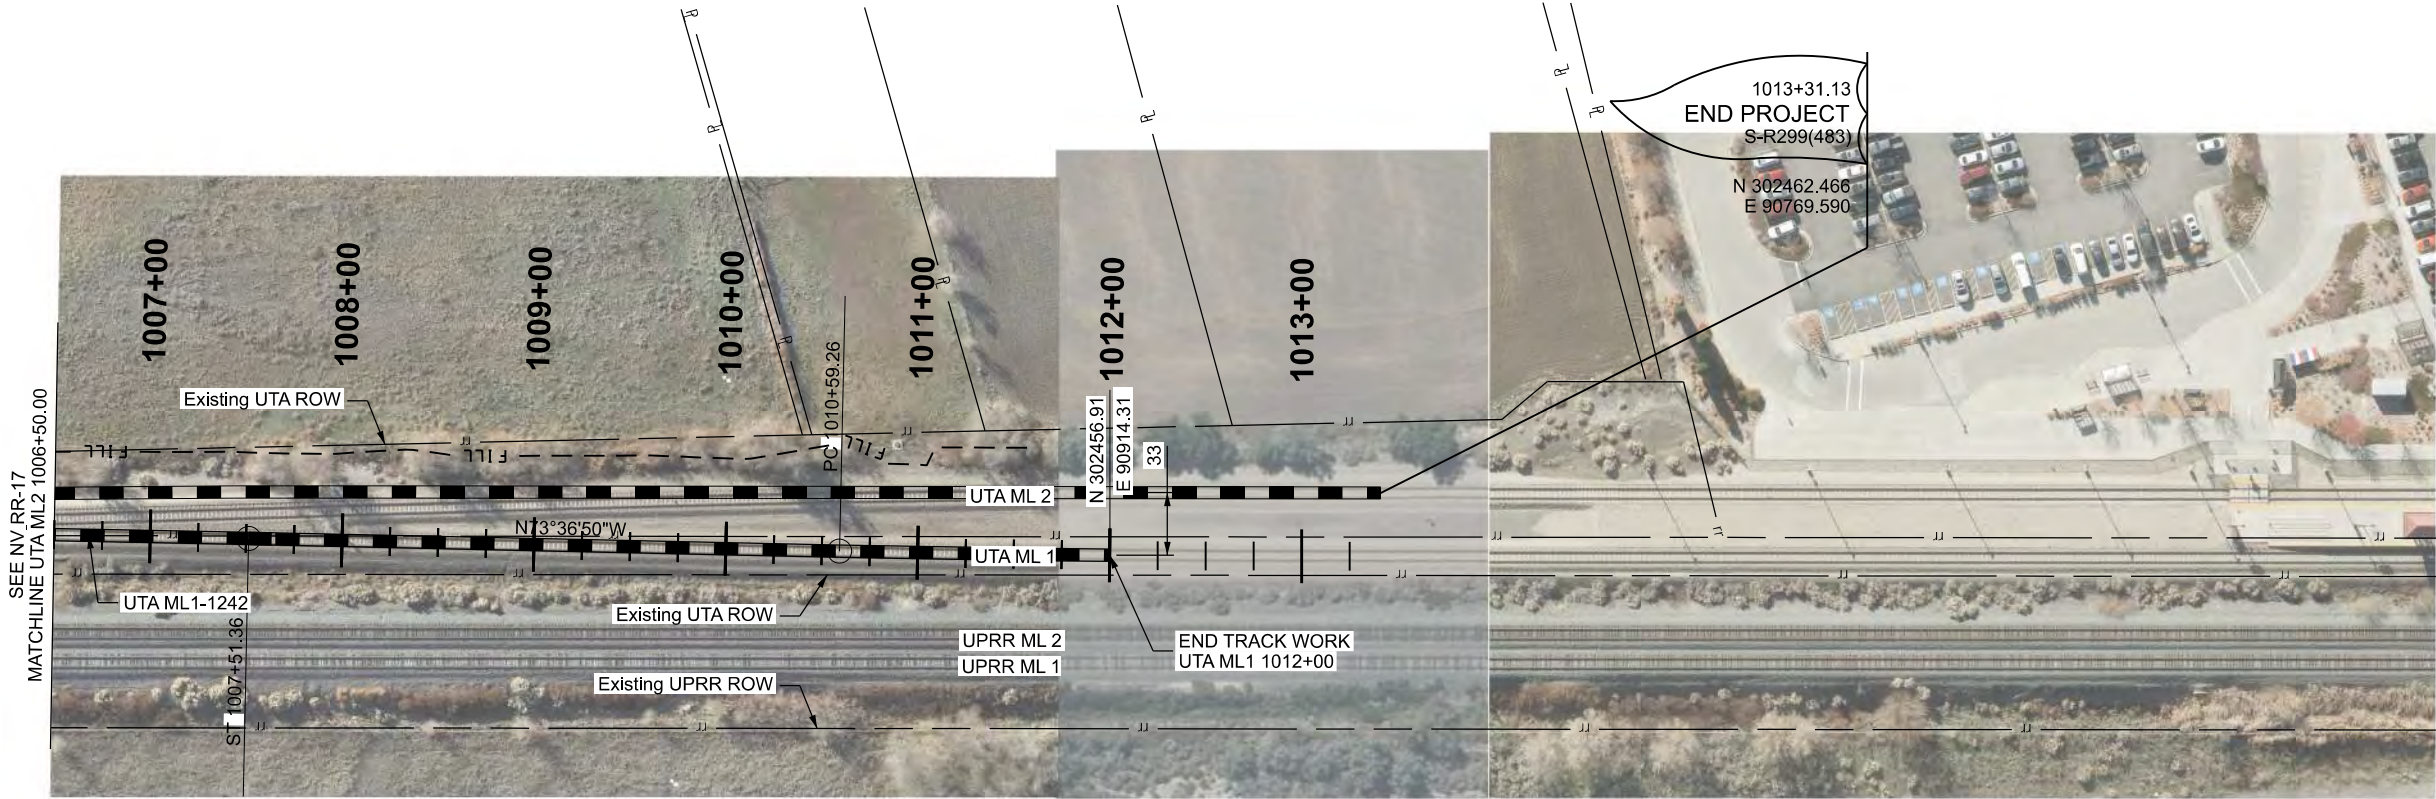 1013+31.13
END PROJECT
S-R299(483)
N 302462.466
E 90769.590
1007+00
1008+00
1009+00
1010+00
1011+00
1012+00
1013+00
SEE NV_RR-17
MATCHLINE UTA ML2 1006+50.00
Existing UTA ROW
FILL
FILL
FILL
PC 1010+59.26
N 302456.91
E 90914.31
33
UTA ML 2
N73°36'50"W
UTA ML 1
UTA ML1-1242
Existing UTA ROW
ST 1007+51.36
UPRR ML 2
UPRR ML 1
END TRACK WORK
UTA ML1 1012+00
Existing UPRR ROW